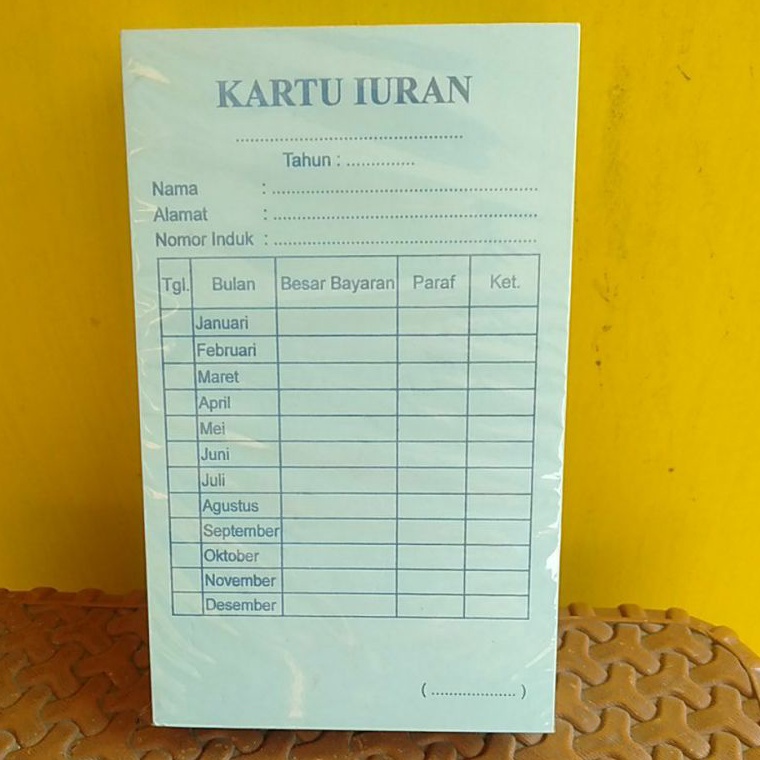 KARTU IURAN
..............................................
Tahun : ..............
Nama : ......................................................
Alamat : ......................................................
Nomor Induk : ......................................................
Tgl. Bulan Besar Bayaran Paraf Ket.
Januari
Februari
Maret
April
Mei
Juni
Juli
Agustus
September
Oktober
November
Desember
( ................... )